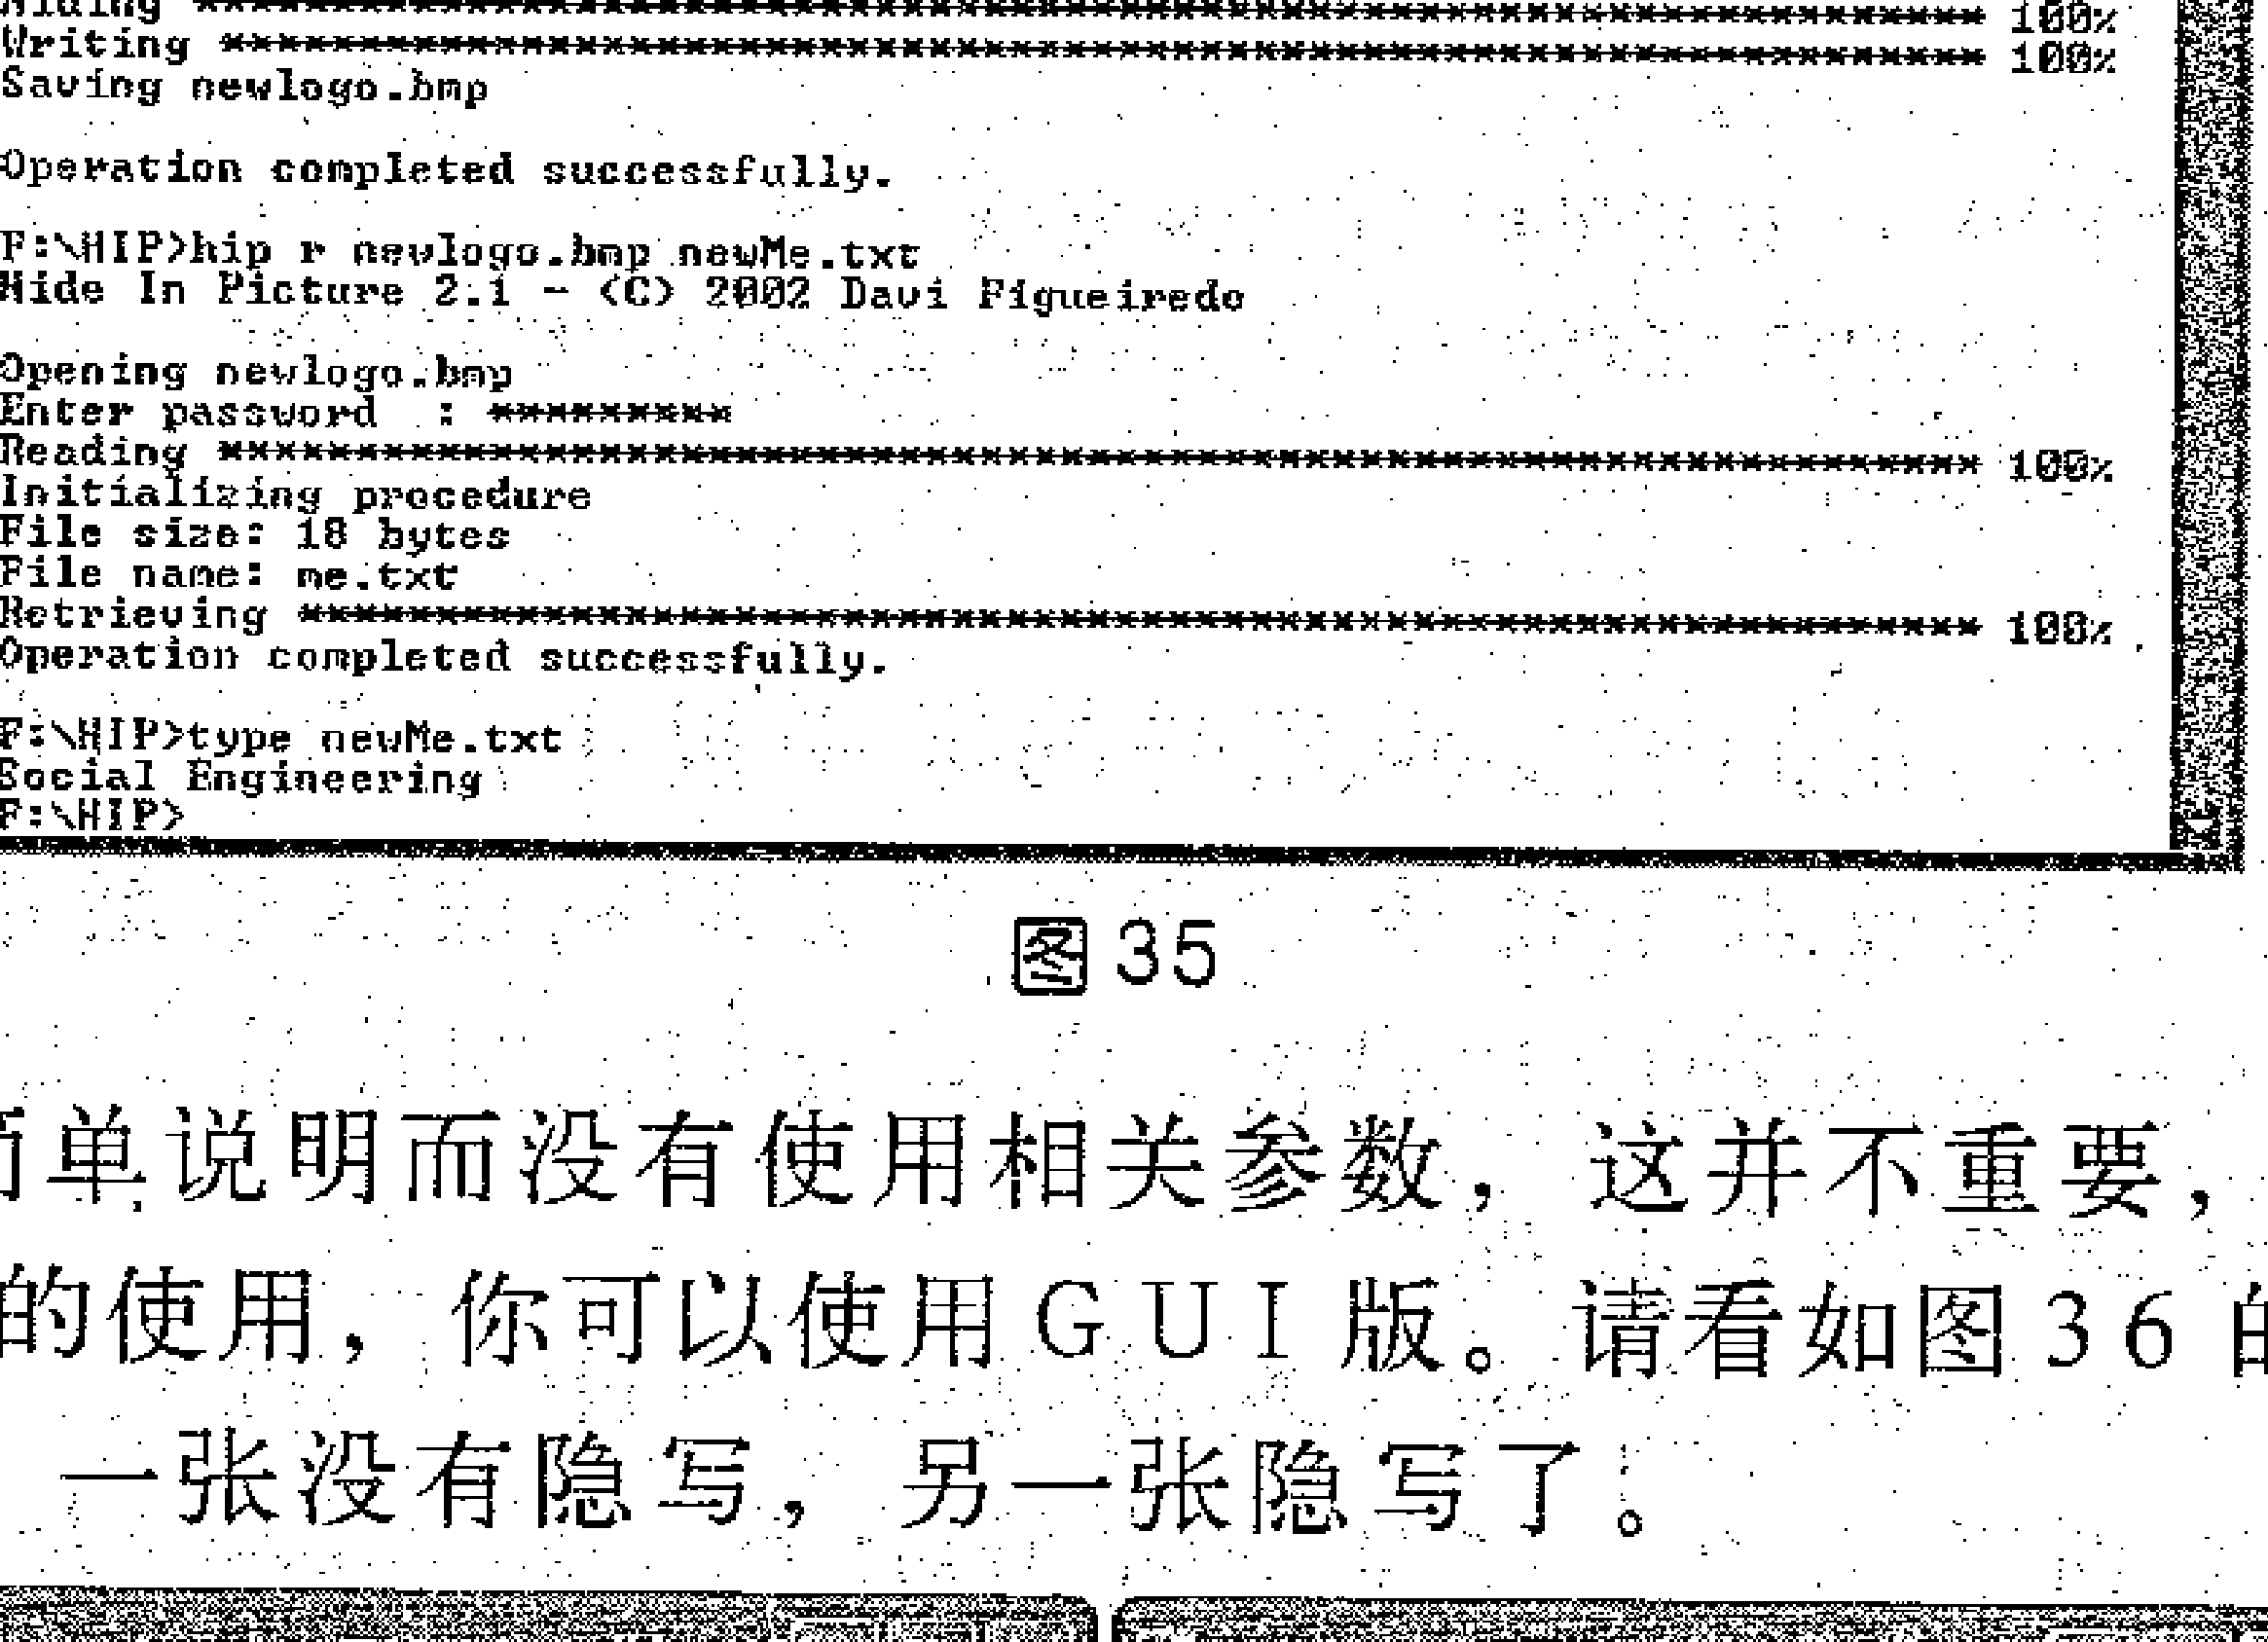 Hiding **************************************************************** 100%
Writing **************************************************************** 100%
Saving newlogo.bmp
Operation completed successfully.
F:\HIP>hip r newlogo.bmp newMe.txt
Hide In Picture 2.1 - (C) 2002 Davi Figueiredo
Opening newlogo.bmp
Enter password  : *********
Reading **************************************************************** 100%
Initializing procedure
File size: 18 bytes
File name: me.txt
Retrieving ************************************************************* 100%
Operation completed successfully.
F:\HIP>type newMe.txt
Social Engineering
F:\HIP>
图 35
简单说明而没有使用相关参数，这并不重要，
的使用，你可以使用GUI版。请看如图36的
一张没有隐写，另一张隐写了。